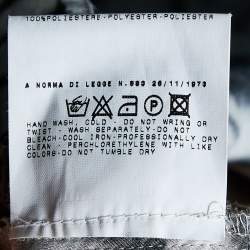 100%POLIESTERE-POLYESTER-POLIESTER
A NORMA DI LEGGE N.883 26/11/1973
P
HAND WASH, COLD - DO NOT WRING OR
TWIST - WASH SEPARATELY-DO NOT
BLEACH-COOL IRON-PROFESSIONALLY DRY
CLEAN - PERCHLORETHYLENE WITH LIKE
COLORS-DO NOT TUMBLE DRY